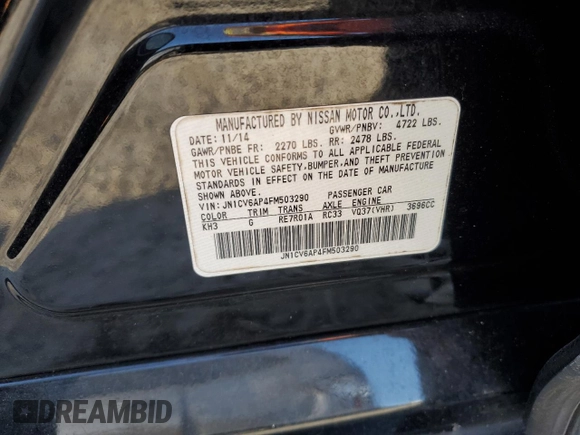 MANUFACTURED BY NISSAN MOTOR CO.,LTD.
DATE: 11/14 GVWR/PNBV: 4722 LBS.
GAWR/PNBE FR: 2270 LBS. RR: 2478 LBS.
THIS VEHICLE CONFORMS TO ALL APPLICABLE FEDERAL
MOTOR VEHICLE SAFETY,BUMPER,AND THEFT PREVENTION
STANDARDS IN EFFECT ON THE DATE OF MANUFACTURE
SHOWN ABOVE.
VIN: JN1CV6AP4FM503290 PASSENGER CAR
COLOR TRIM TRANS AXLE ENGINE
KH3 G RE7R01A RC33 VQ37(VHR) 3696CC
JN1CV6AP4FM503290
DREAMBID